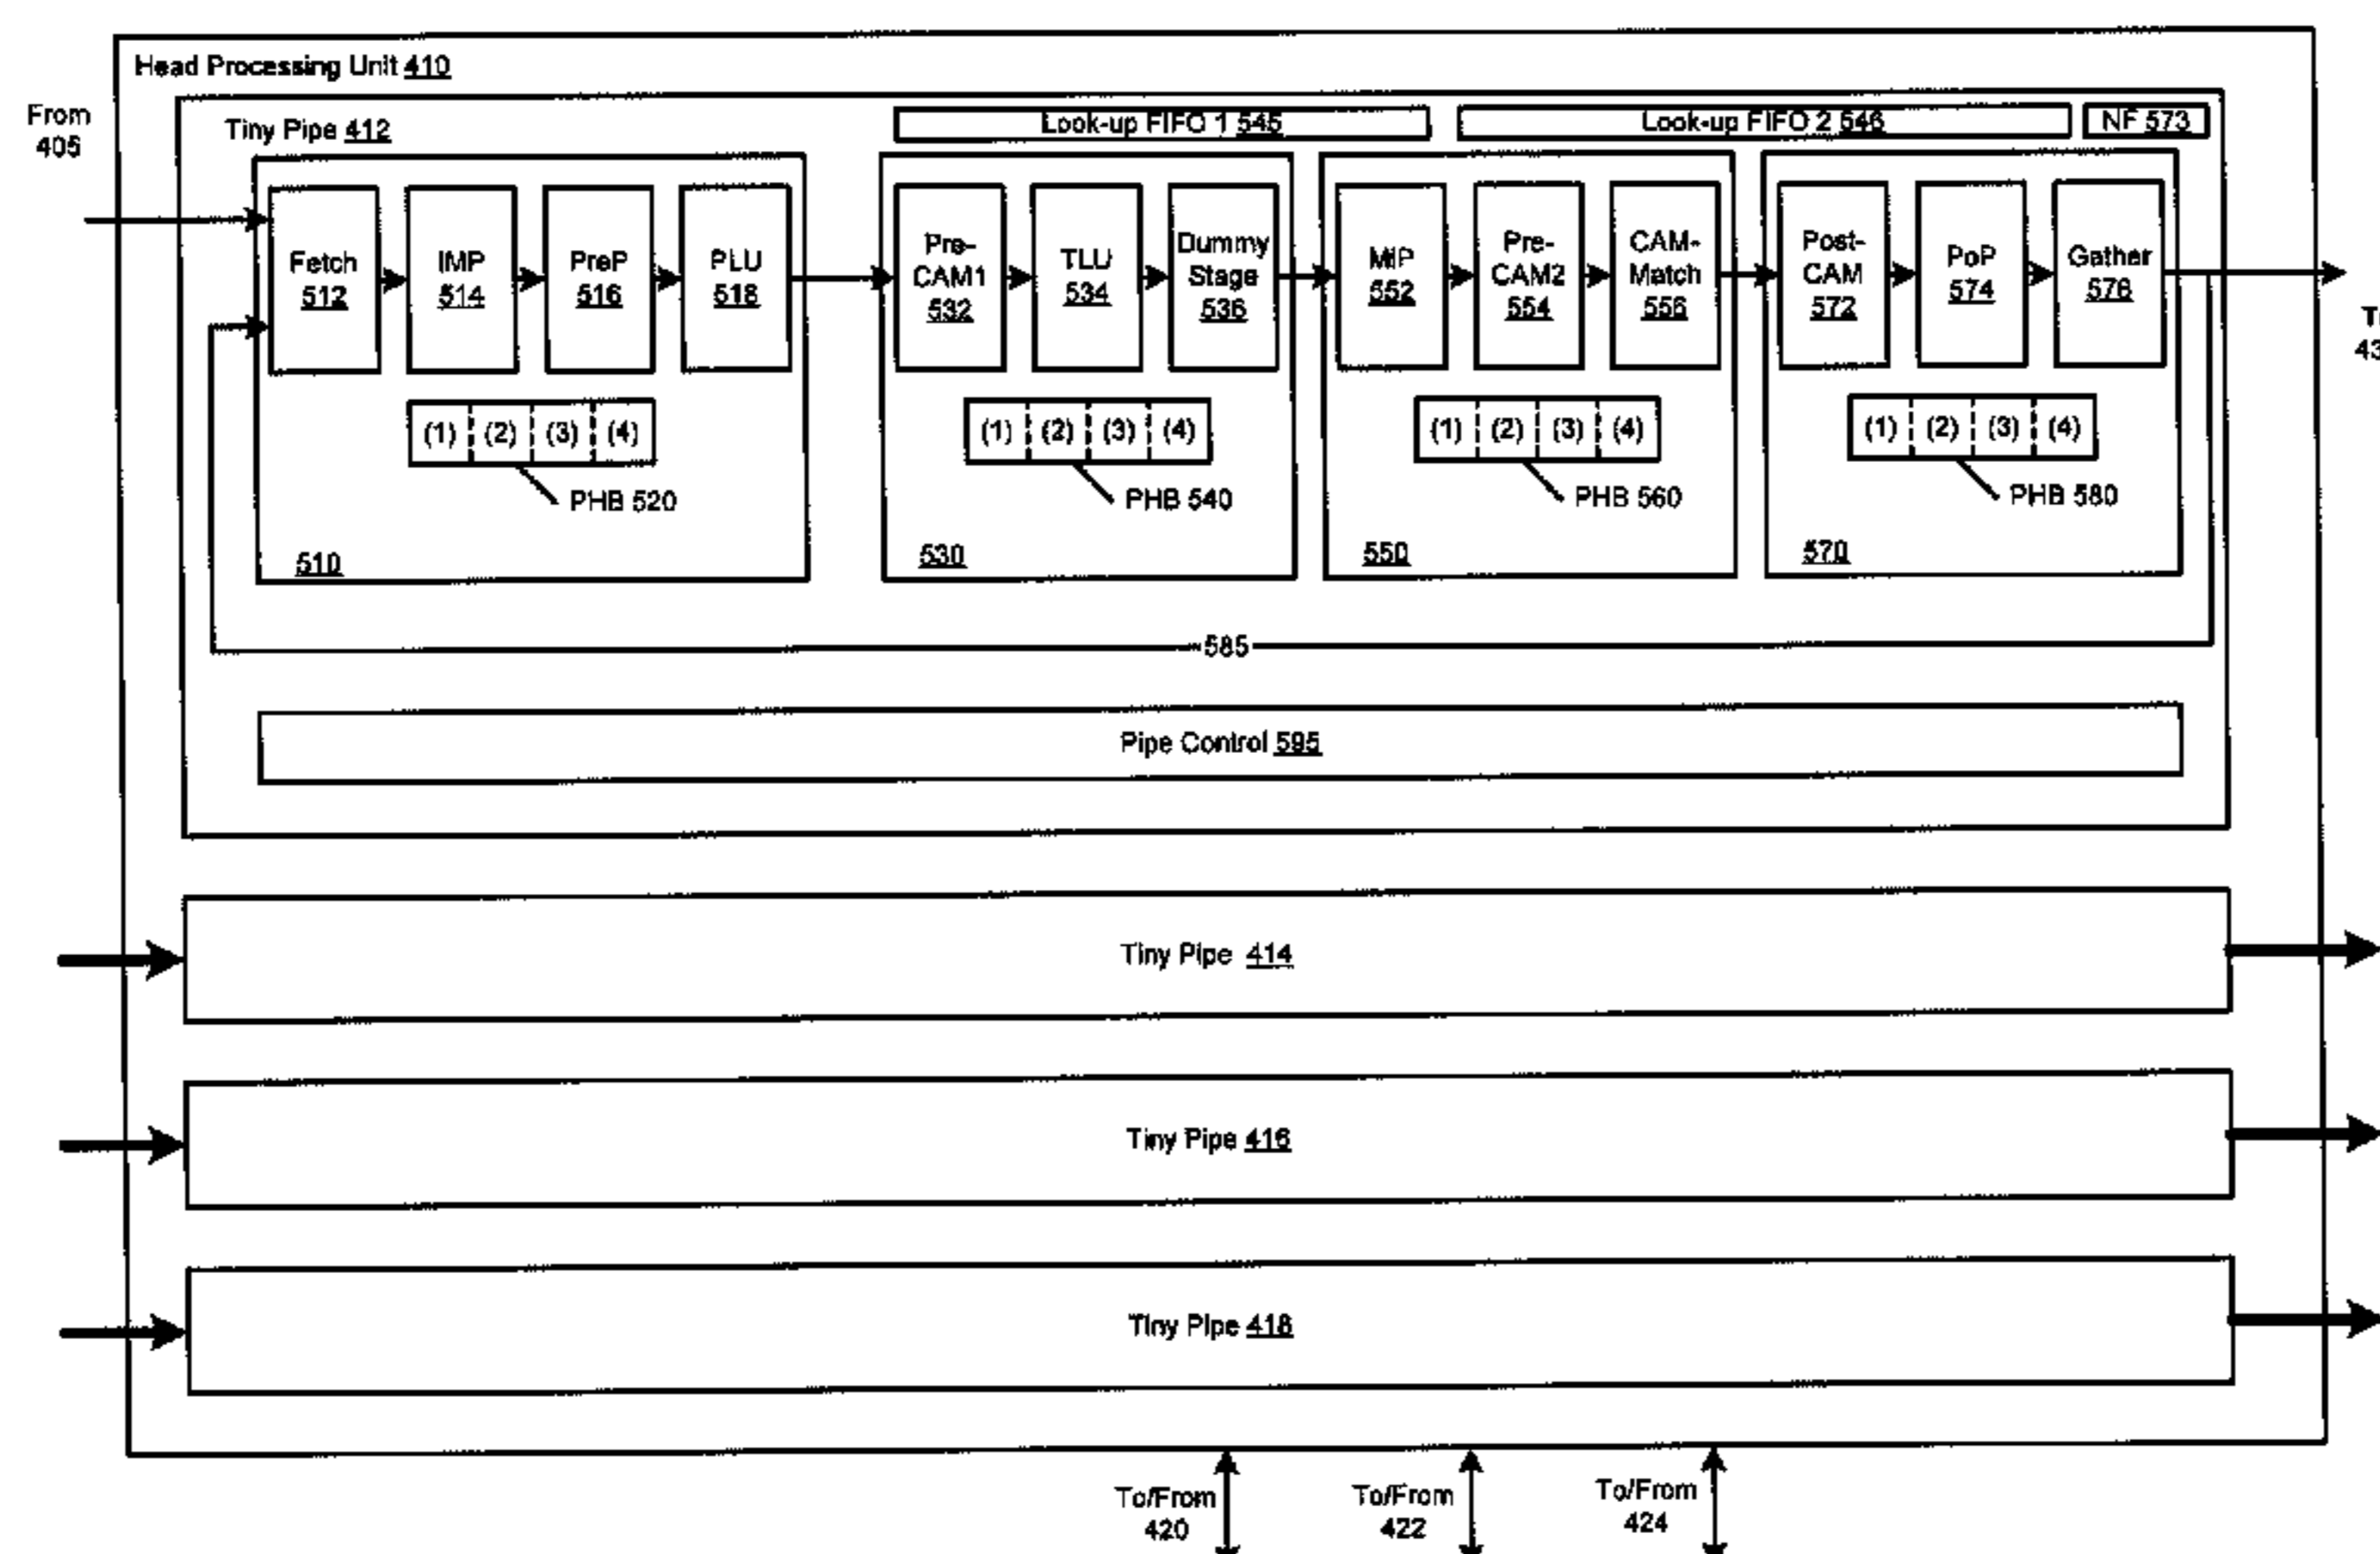 Head Processing Unit 410
From
405
Tiny Pipe 412
Look-up FIFO 1 545
Look-up FIFO 2 546
NF 573
Fetch
512
IMP
514
PreP
516
PLU
518
Pre-
CAM1
532
TLU
534
Dummy
Stage
536
MIP
552
Pre-
CAM2
554
CAM-
Match
556
Post-
CAM
572
PoP
574
Gather
576
(1) (2) (3) (4)
PHB 520
510
(1) (2) (3) (4)
PHB 540
530
(1) (2) (3) (4)
PHB 560
550
(1) (2) (3) (4)
PHB 580
570
585
Pipe Control 595
Tiny Pipe 414
Tiny Pipe 416
Tiny Pipe 418
To/From
420
To/From
422
To/From
424